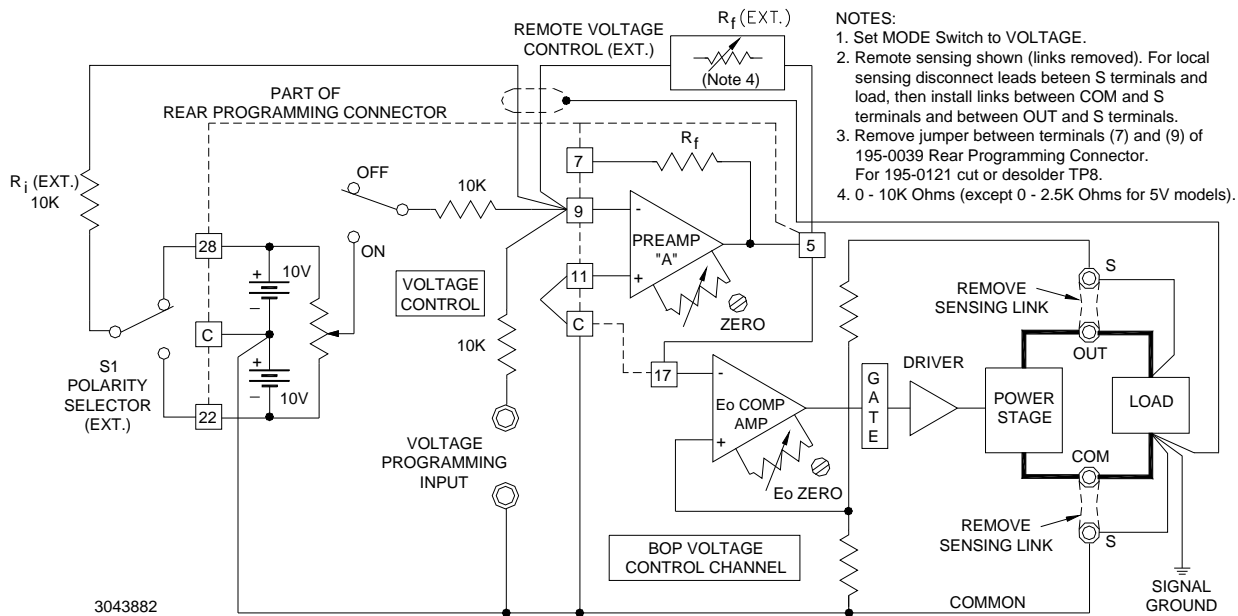 R f (EXT.)
REMOTE VOLTAGE
CONTROL (EXT.)
(Note 4)
NOTES:
1. Set MODE Switch to VOLTAGE.
2. Remote sensing shown (links removed). For local
sensing disconnect leads beteen S terminals and
load, then install links between COM and S
terminals and between OUT and S terminals.
3. Remove jumper between terminals (7) and (9) of
195-0039 Rear Programming Connector.
For 195-0121 cut or desolder TP8.
4. 0 - 10K Ohms (except 0 - 2.5K Ohms for 5V models).
PART OF
REAR PROGRAMMING CONNECTOR
R i (EXT.)
10K
OFF
10K
ON
7
R f
9
-
PREAMP
"A"
+
11
C
ZERO
5
28
+
10V
–
C
+
10V
–
22
S1
POLARITY
SELECTOR
(EXT.)
VOLTAGE
CONTROL
10K
VOLTAGE
PROGRAMMING
INPUT
17
-
Eo COMP
AMP
+
Eo ZERO
GATE
DRIVER
POWER
STAGE
S
REMOVE
SENSING LINK
OUT
LOAD
COM
REMOVE
SENSING LINK
S
BOP VOLTAGE
CONTROL CHANNEL
COMMON
SIGNAL
GROUND
3043882